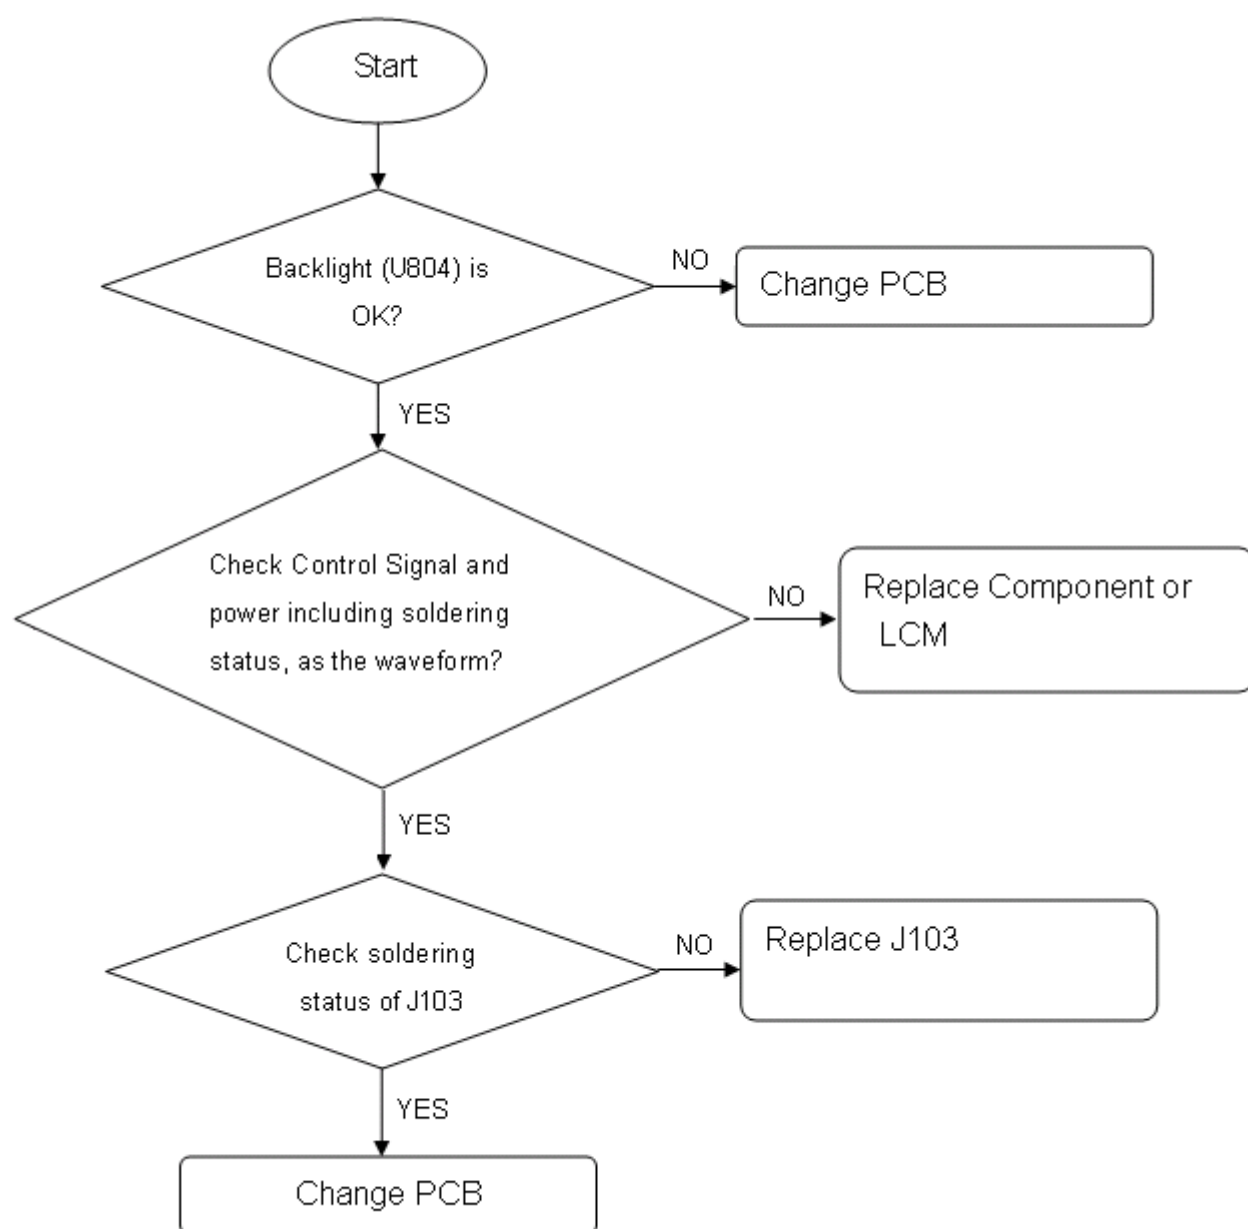 Start
Backlight (U804) is
OK?
NO
Change PCB
YES
Check Control Signal and
power including soldering
status, as the waveform?
NO
Replace Component or
LCM
YES
Check soldering
status of J103
NO
Replace J103
YES
Change PCB